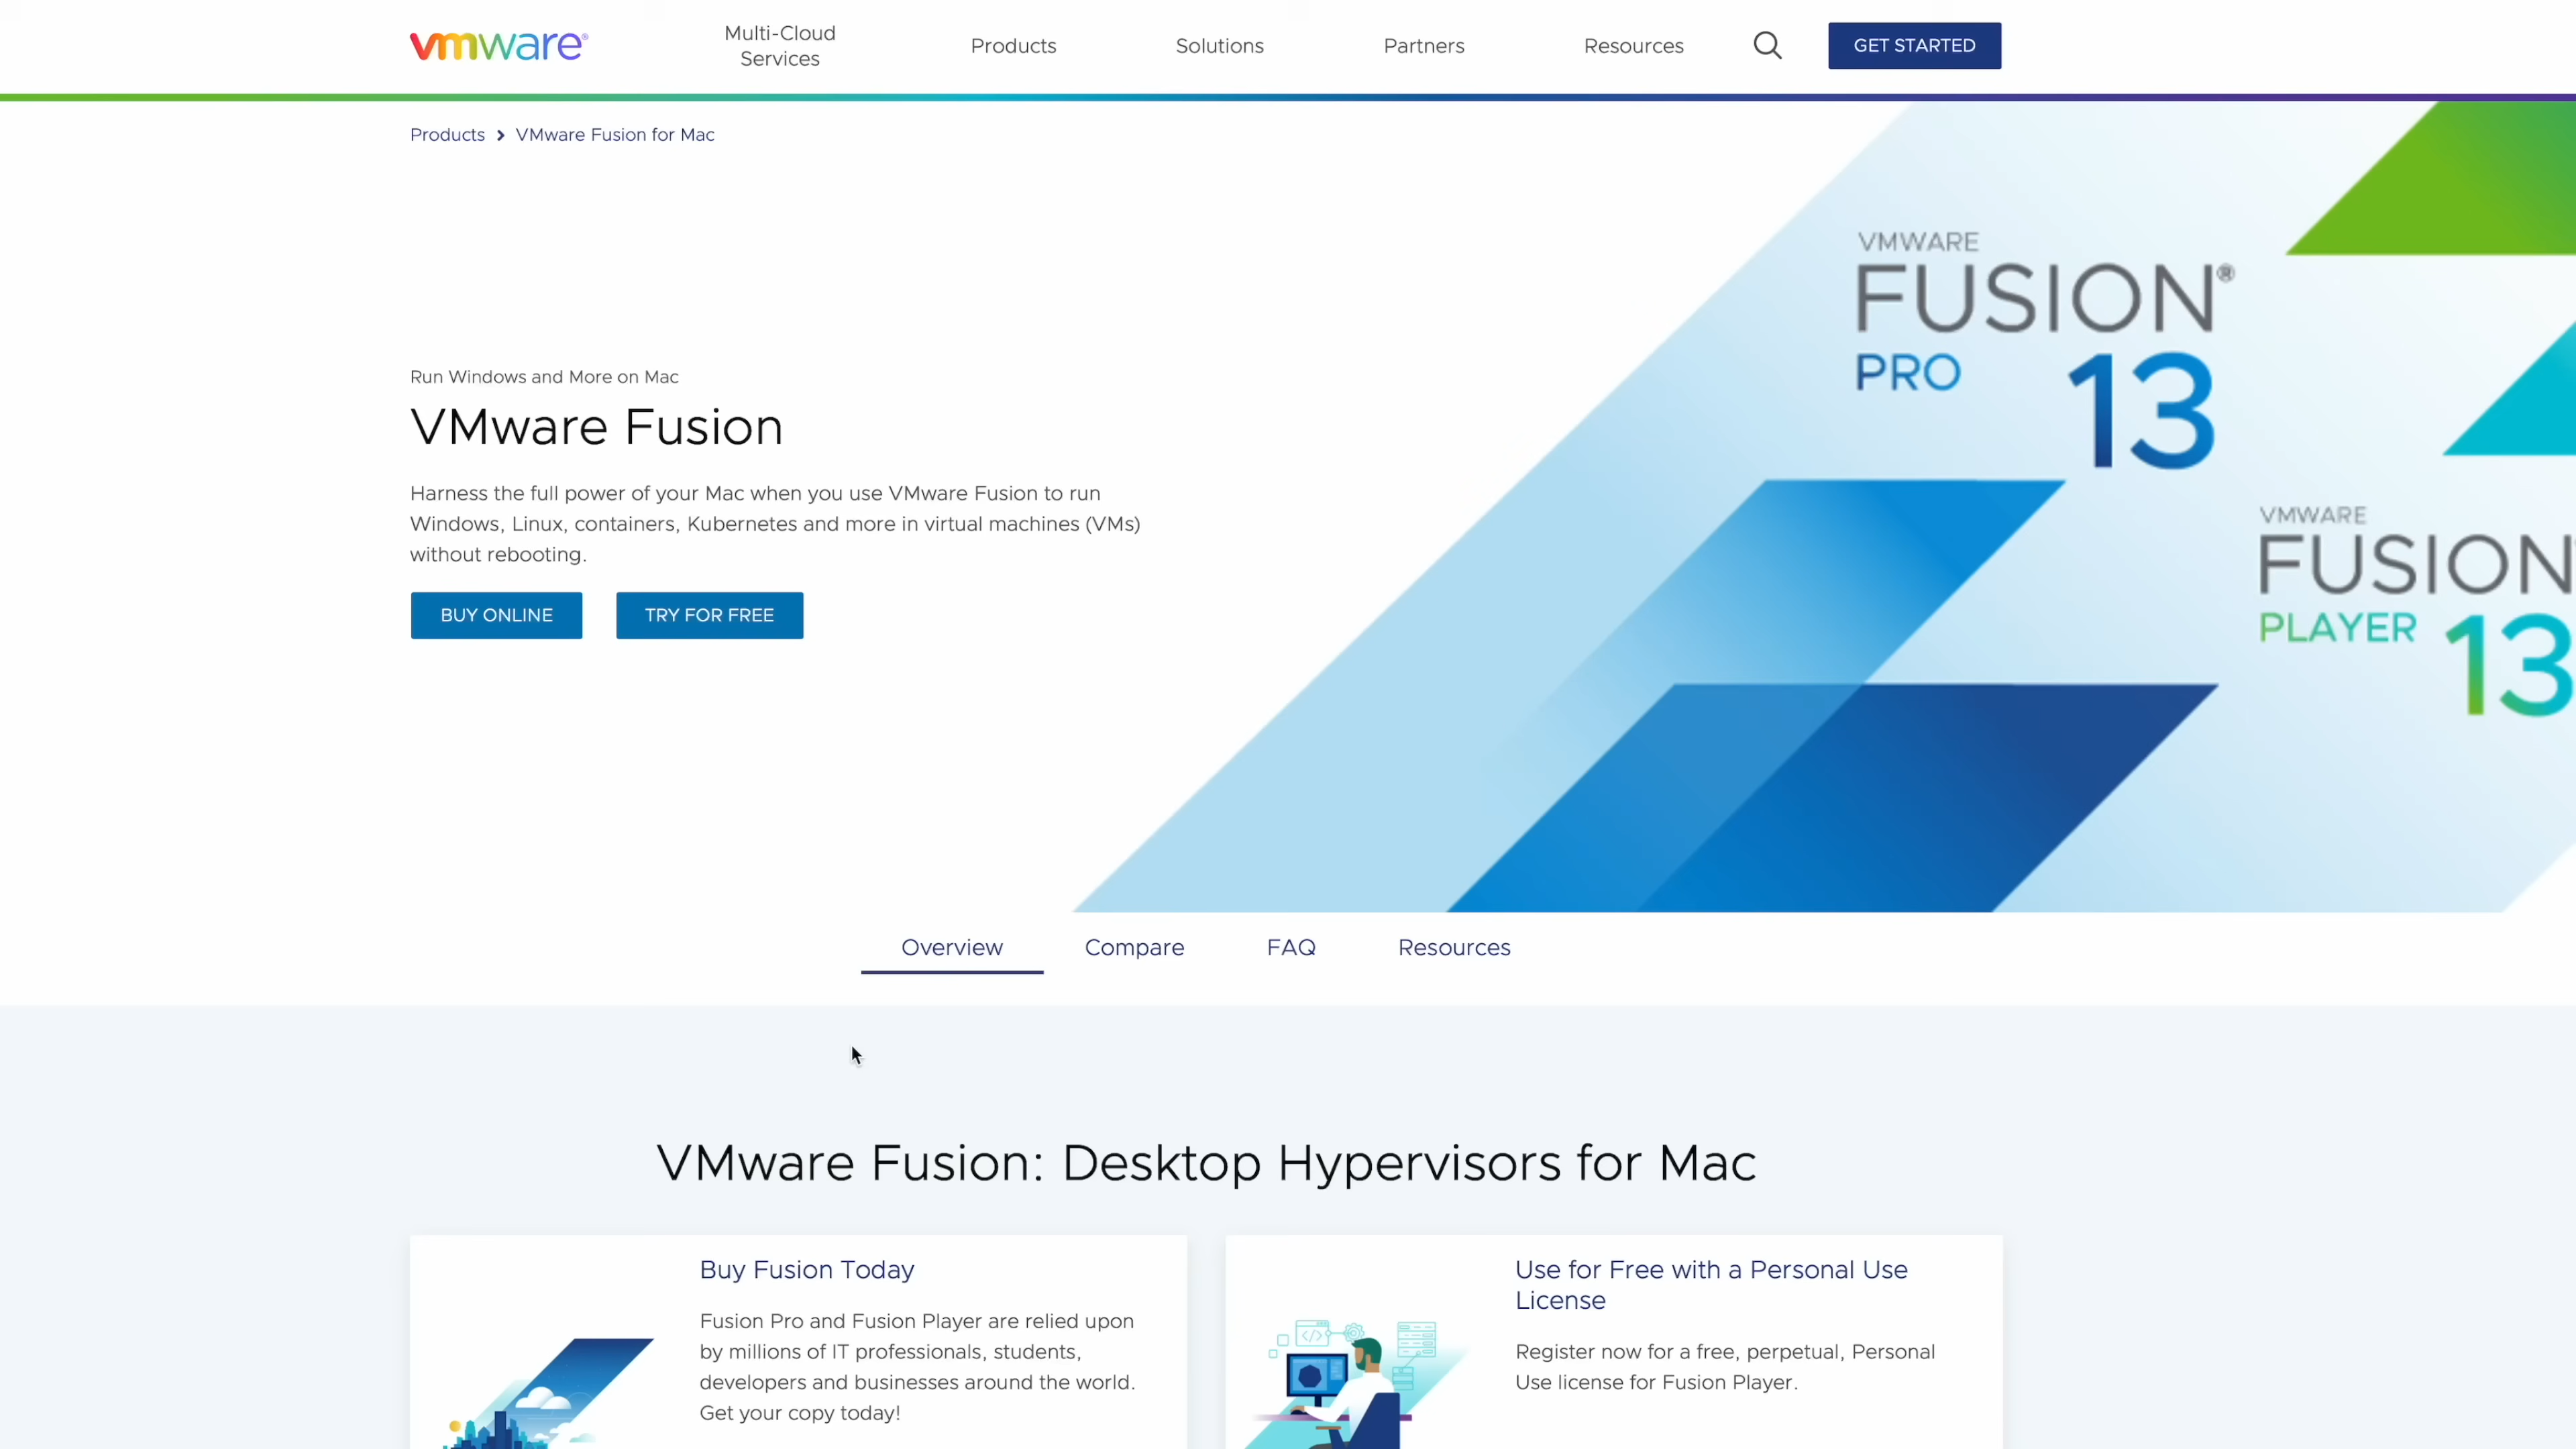 vmware®
Multi-Cloud
Services
Products
Solutions
Partners
Resources
GET STARTED
Products > VMware Fusion for Mac
VMWARE
FUSION®
PRO 13
VMWARE
FUSION
PLAYER 13
Run Windows and More on Mac
VMware Fusion
Harness the full power of your Mac when you use VMware Fusion to run
Windows, Linux, containers, Kubernetes and more in virtual machines (VMs)
without rebooting.
BUY ONLINE
TRY FOR FREE
Overview
Compare
FAQ
Resources
VMware Fusion: Desktop Hypervisors for Mac
Buy Fusion Today
Fusion Pro and Fusion Player are relied upon
by millions of IT professionals, students,
developers and businesses around the world.
Get your copy today!
Use for Free with a Personal Use
License
Register now for a free, perpetual, Personal
Use license for Fusion Player.